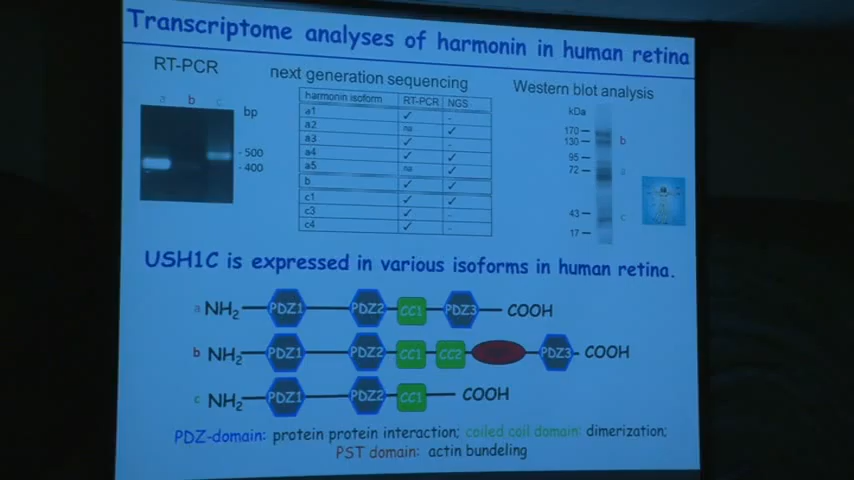 Transcriptome analyses of harmonin in human retina
RT-PCR
next generation sequencing
Western blot analysis
a b c
bp
- 500
- 400
harmonin isoform RT-PCR NGS
a1 ✓ -
a2 na ✓
a3 ✓ -
a4 ✓ ✓
a5 na ✓
b ✓ ✓
c1 ✓ ✓
c3 ✓ -
c4 ✓ -
kDa
170
130
95
72
43
17
b
a
c
USH1C is expressed in various isoforms in human retina.
a NH2 PDZ1 PDZ2 CC1 PDZ3 COOH
b NH2 PDZ1 PDZ2 CC1 CC2 PDZ3 COOH
c NH2 PDZ1 PDZ2 CC1 COOH
PDZ-domain: protein protein interaction; coiled coil domain: dimerization;
PST domain: actin bundeling